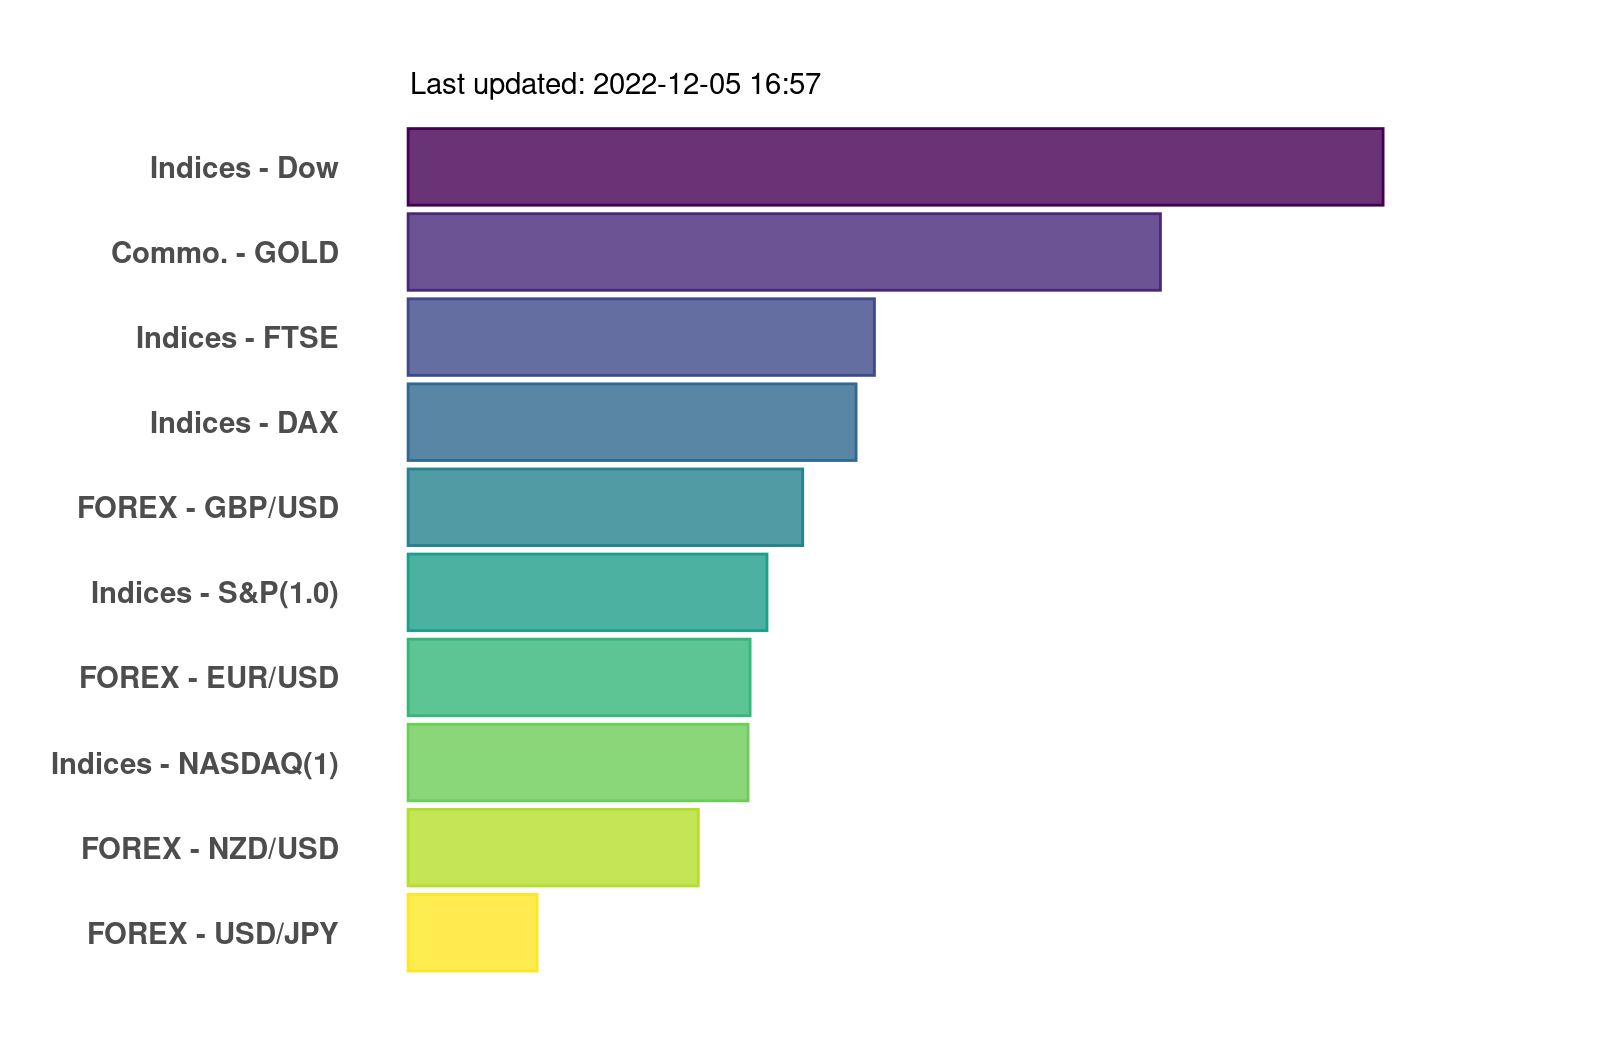 Last updated: 2022-12-05 16:57
Indices - Dow
Commo. - GOLD
Indices - FTSE
Indices - DAX
FOREX - GBP/USD
Indices - S&P(1.0)
FOREX - EUR/USD
Indices - NASDAQ(1)
FOREX - NZD/USD
FOREX - USD/JPY